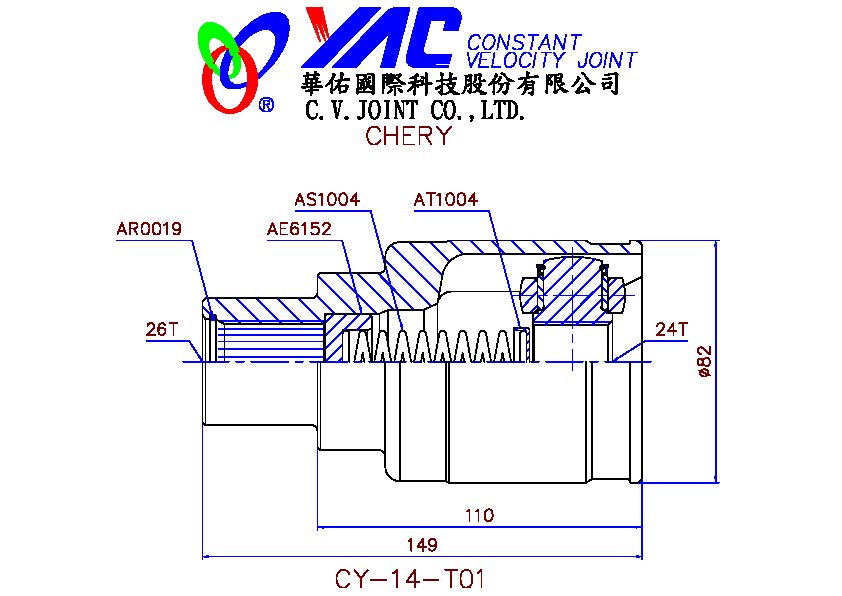 YAC CONSTANT
VELOCITY JOINT
華佑國際科技股份有限公司
®
C.V.JOINT CO.,LTD.
CHERY
AS1004 AT1004
AR0019 AE6152
26T 24T
ø82
110
149
CY-14-T01